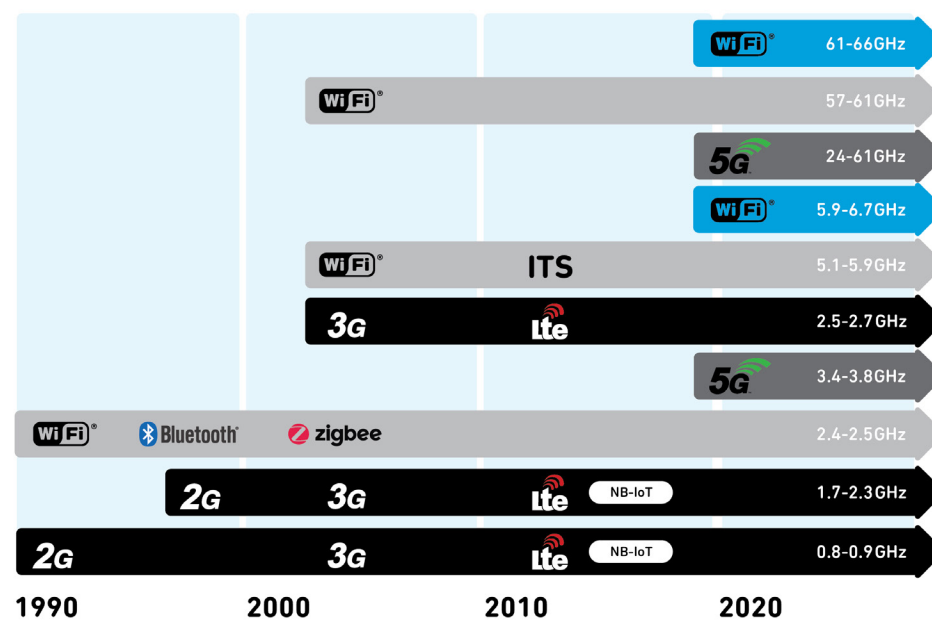 WiFi® 61-66GHz
WiFi® 57-61GHz
5G 24-61GHz
WiFi® 5.9-6.7GHz
WiFi® ITS 5.1-5.9GHz
3G Lte 2.5-2.7GHz
5G 3.4-3.8GHz
WiFi® Bluetooth® zigbee 2.4-2.5GHz
2G 3G Lte NB-IoT 1.7-2.3GHz
2G 3G Lte NB-IoT 0.8-0.9GHz
1990 2000 2010 2020